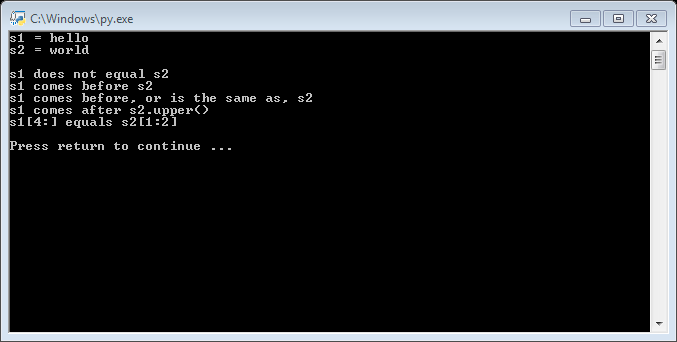 C:\Windows\py.exe
s1 = hello
s2 = world
s1 does not equal s2
s1 comes before s2
s1 comes before, or is the same as, s2
s1 comes after s2.upper()
s1[4:] equals s2[1:2]
Press return to continue ...